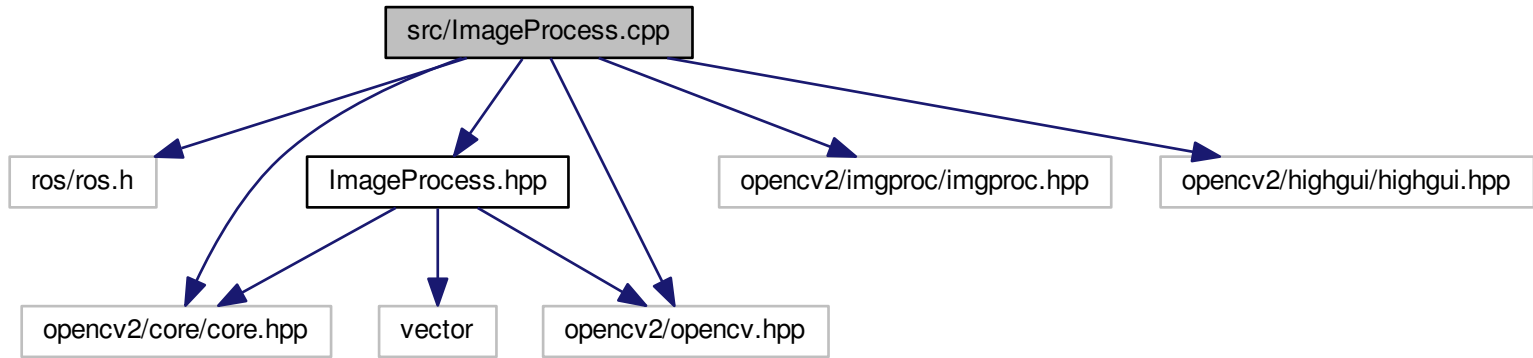 src/ImageProcess.cpp
ros/ros.h
ImageProcess.hpp
opencv2/imgproc/imgproc.hpp
opencv2/highgui/highgui.hpp
opencv2/core/core.hpp
vector
opencv2/opencv.hpp